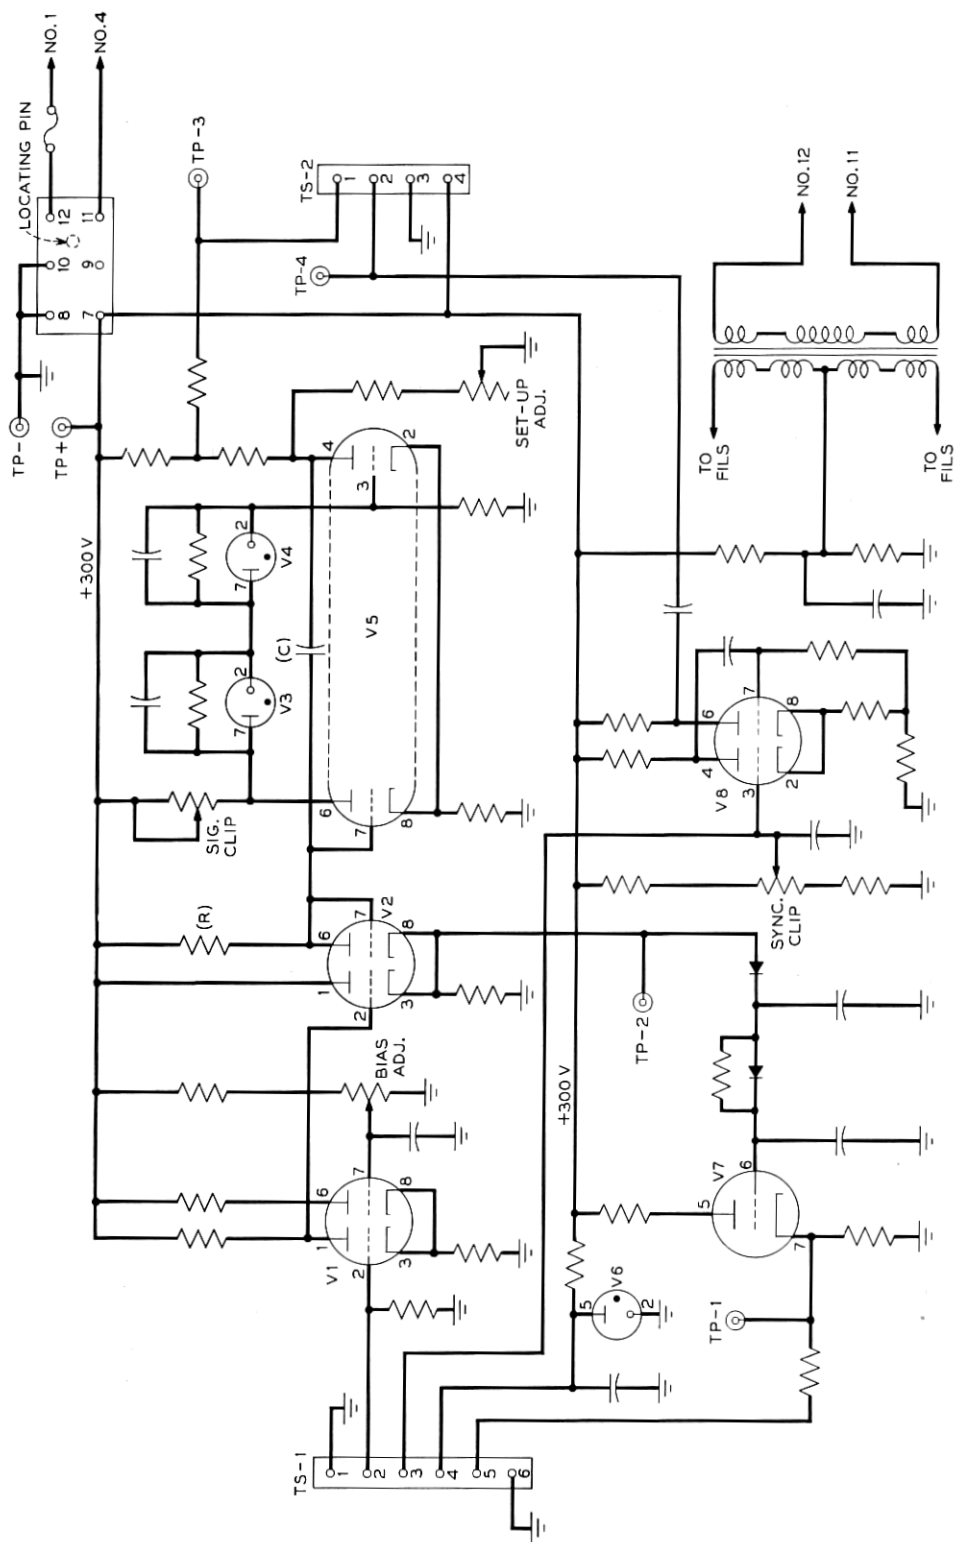 NO.1
NO.4
LOCATING PIN
12
11
10
9
8
7
TP-
TP+
TP-3
TS-2
1
2
3
4
TP-4
NO.12
NO.11
TO
FILS
TO
FILS
SET-UP
ADJ.
+300V
4
3
2
V5
6
7
8
(C)
2
V4
7
2
V3
7
SIG.
CLIP
(R)
6
7
V2
1
8
2
3
BIAS
ADJ.
6
7
8
1
2
3
V1
TS-1
1
2
3
4
5
6
+300V
6
7
8
4
3
2
V8
SYNC.
CLIP
TP-2
V7
6
5
7
V6
5
2
TP-1